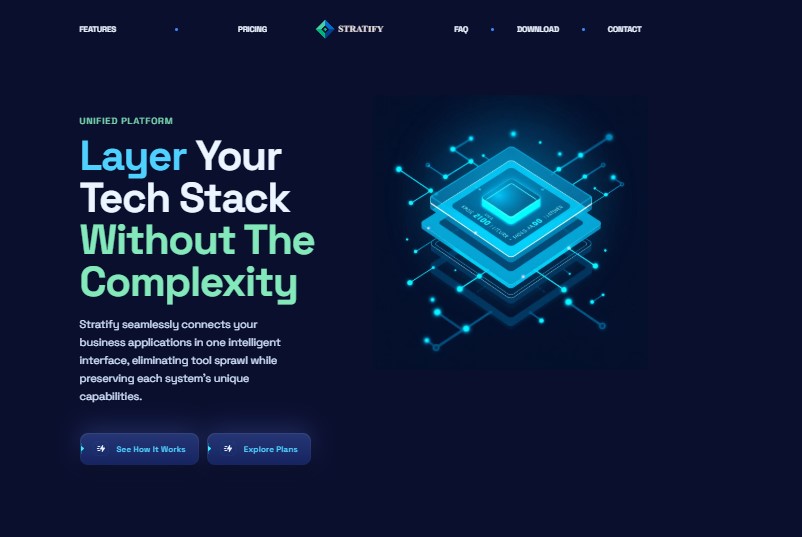 FEATURES PRICING STRATIFY FAQ DOWNLOAD CONTACT
UNIFIED PLATFORM
Layer Your
Tech Stack
Without The
Complexity
Stratify seamlessly connects your
business applications in one intelligent
interface, eliminating tool sprawl while
preserving each system's unique
capabilities.
See How It Works Explore Plans